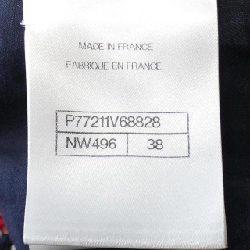 MADE IN FRANCE
FABRIQUE EN FRANCE
P77211V68828
NW496 38